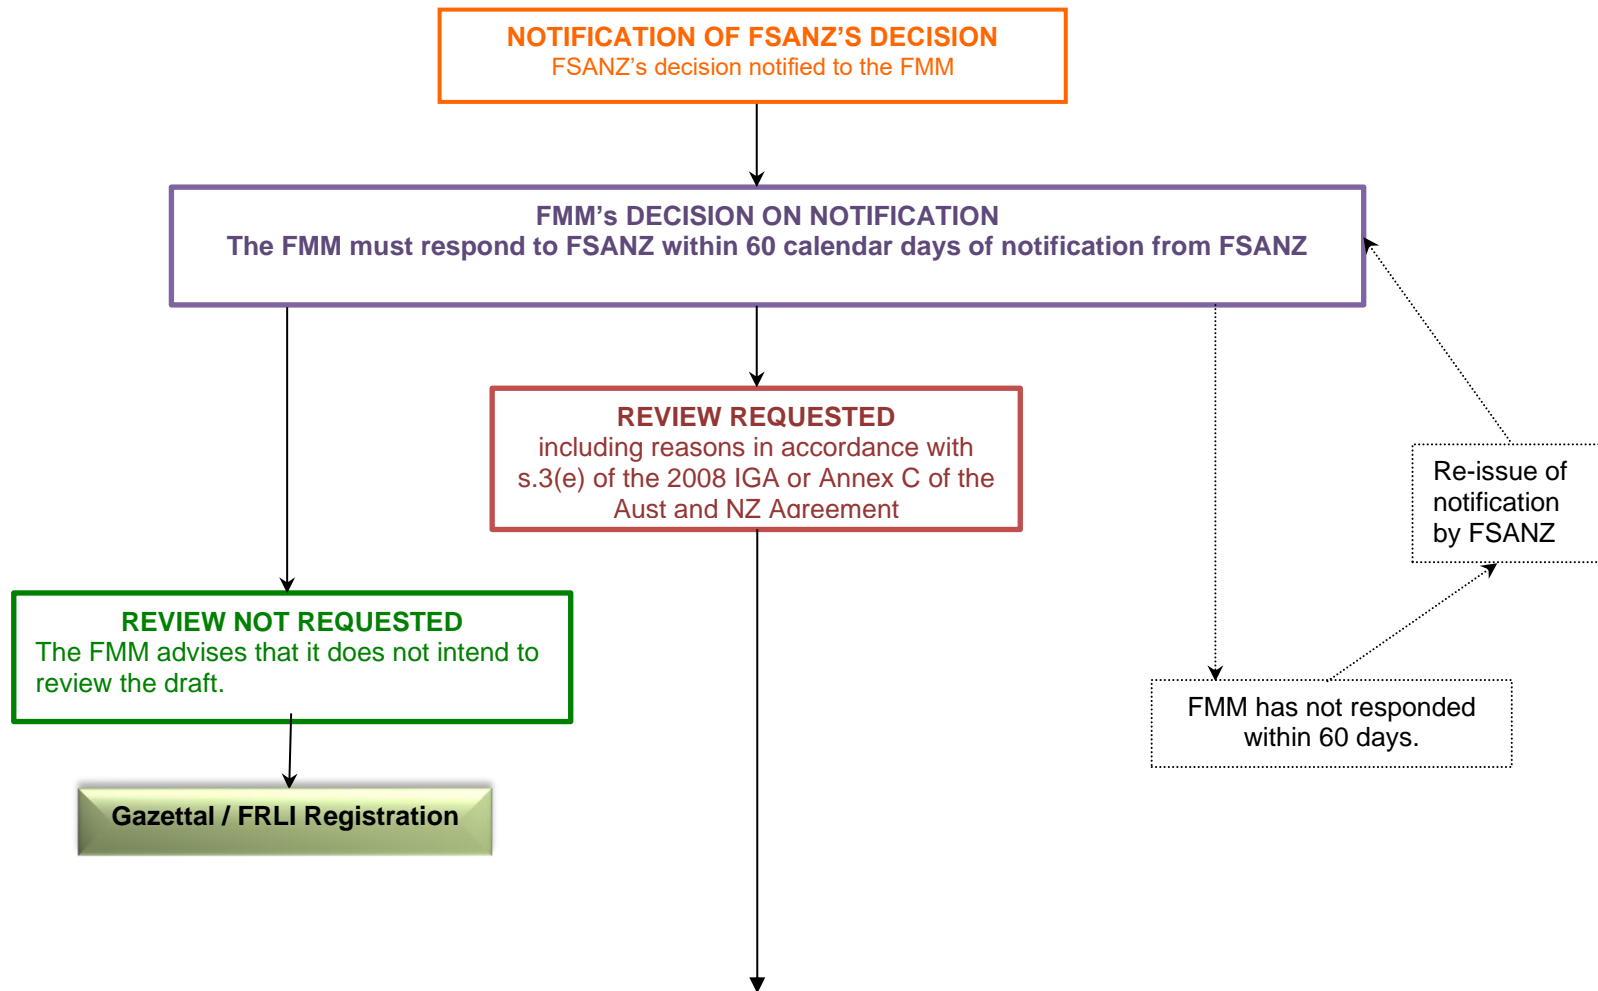 NOTIFICATION OF FSANZ'S DECISION
FSANZ's decision notified to the FMM
FMM's DECISION ON NOTIFICATION
The FMM must respond to FSANZ within 60 calendar days of notification from FSANZ
REVIEW REQUESTED
including reasons in accordance with
s.3(e) of the 2008 IGA or Annex C of the
Aust and NZ Agreement
Re-issue of
notification
by FSANZ
REVIEW NOT REQUESTED
The FMM advises that it does not intend to
review the draft.
FMM has not responded
within 60 days.
Gazettal / FRLI Registration